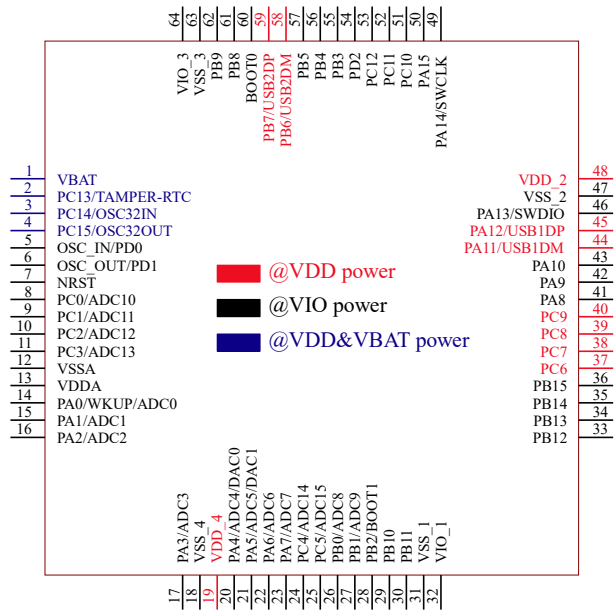 64 63 62 61 60 59 58 57 56 55 54 53 52 51 50 49
VIO_3
VSS_3
PB9
PB8
BOOT0
PB7/USB2DP
PB6/USB2DM
PB5
PB4
PB3
PD2
PC12
PC11
PC10
PA15
PA14/SWCLK
1 VBAT
2 PC13/TAMPER-RTC
3 PC14/OSC32IN
4 PC15/OSC32OUT
5 OSC_IN/PD0
6 OSC_OUT/PD1
7 NRST
8 PC0/ADC10
9 PC1/ADC11
10 PC2/ADC12
11 PC3/ADC13
12 VSSA
13 VDDA
14 PA0/WKUP/ADC0
15 PA1/ADC1
16 PA2/ADC2
@VDD power
@VIO power
@VDD&VBAT power
VDD_2 48
VSS_2 47
PA13/SWDIO 46
PA12/USB1DP 45
PA11/USB1DM 44
PA10 43
PA9 42
PA8 41
PC9 40
PC8 39
PC7 38
PC6 37
PB15 36
PB14 35
PB13 34
PB12 33
PA3/ADC3
VSS_4
VDD_4
PA4/ADC4/DAC0
PA5/ADC5/DAC1
PA6/ADC6
PA7/ADC7
PC4/ADC14
PC5/ADC15
PB0/ADC8
PB1/ADC9
PB2/BOOT1
PB10
PB11
VSS_1
VIO_1
17 18 19 20 21 22 23 24 25 26 27 28 29 30 31 32